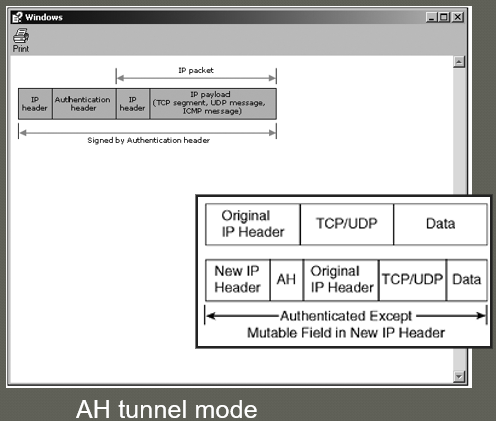 Windows
Print
IP packet
IP header
Authentication header
IP header
IP payload
(TCP segment, UDP message,
ICMP message)
Signed by Authentication header
Original
IP Header
TCP/UDP
Data
New IP
Header
AH
Original
IP Header
TCP/UDP
Data
Authenticated Except
Mutable Field in New IP Header
AH tunnel mode